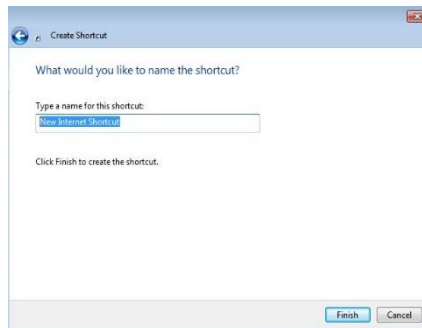 Create Shortcut
What would you like to name the shortcut?
Type a name for this shortcut:
New Internet Shortcut
Click Finish to create the shortcut.
Finish Cancel